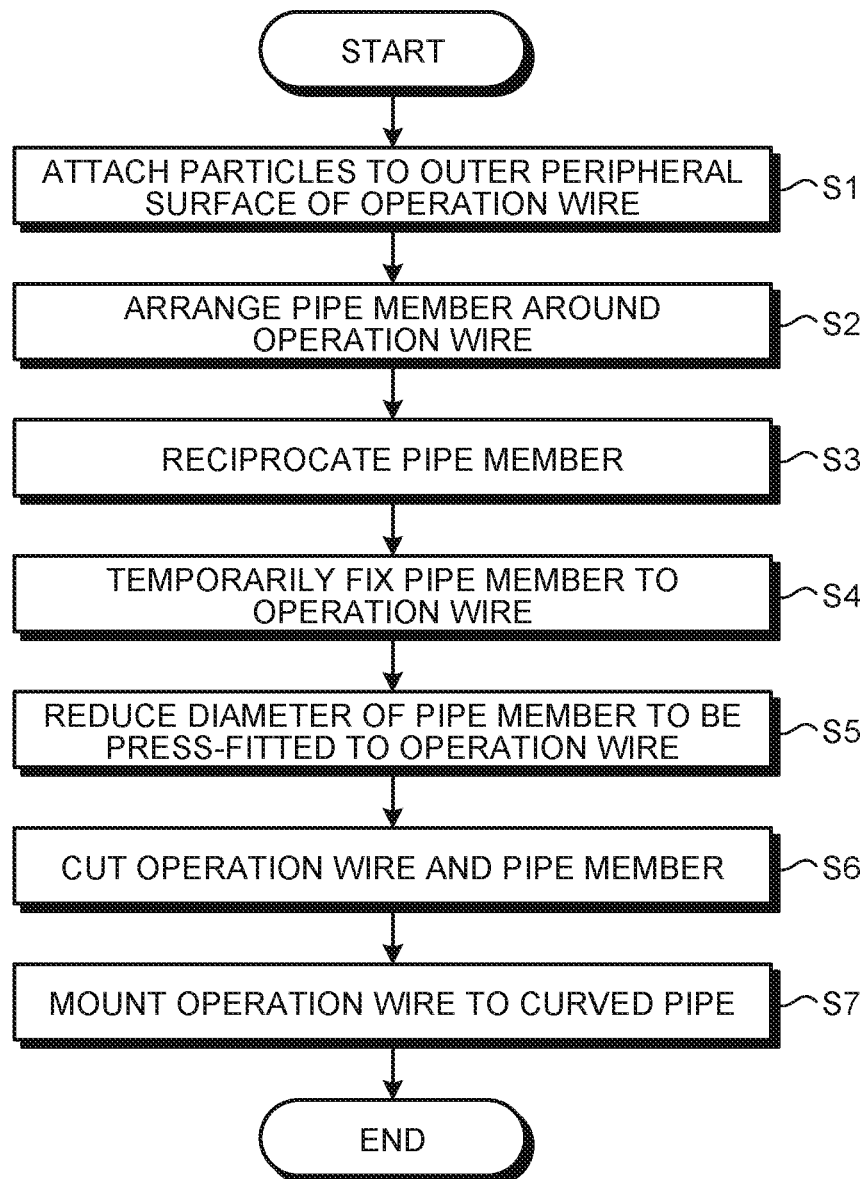 START
ATTACH PARTICLES TO OUTER PERIPHERAL
SURFACE OF OPERATION WIRE
S1
ARRANGE PIPE MEMBER AROUND
OPERATION WIRE
S2
RECIPROCATE PIPE MEMBER
S3
TEMPORARILY FIX PIPE MEMBER TO
OPERATION WIRE
S4
REDUCE DIAMETER OF PIPE MEMBER TO BE
PRESS-FITTED TO OPERATION WIRE
S5
CUT OPERATION WIRE AND PIPE MEMBER
S6
MOUNT OPERATION WIRE TO CURVED PIPE
S7
END